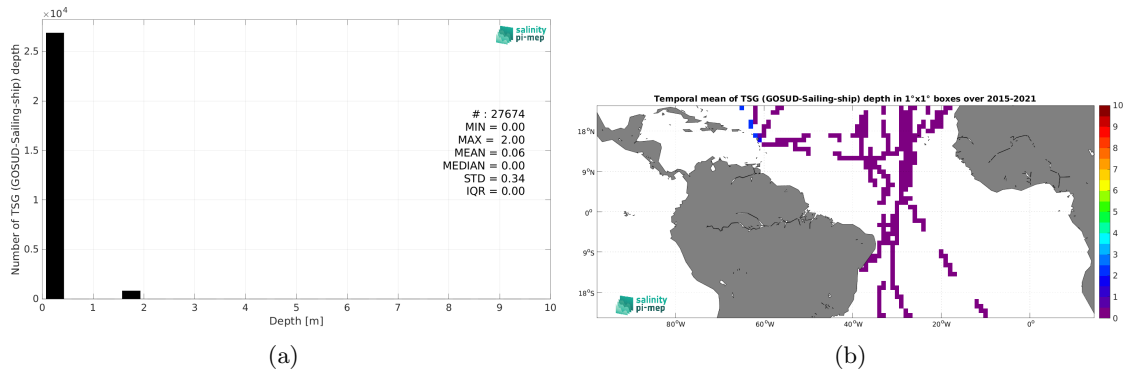 ×10⁴
2.5
2
1.5
1
0.5
0
0 1 2 3 4 5 6 7 8 9 10
Number of TSG (GOSUD-Sailing-ship) depth
Depth [m]
salinity
pi-mep
# : 27674
MIN = 0.00
MAX = 2.00
MEAN = 0.06
MEDIAN = 0.00
STD = 0.34
IQR = 0.00
(a)
Temporal mean of TSG (GOSUD-Sailing-ship) depth in 1°x1° boxes over 2015-2021
18°N
9°N
0°
9°S
18°S
80°W 60°W 40°W 20°W 0°
salinity
pi-mep
10
9
8
7
6
5
4
3
2
1
0
(b)